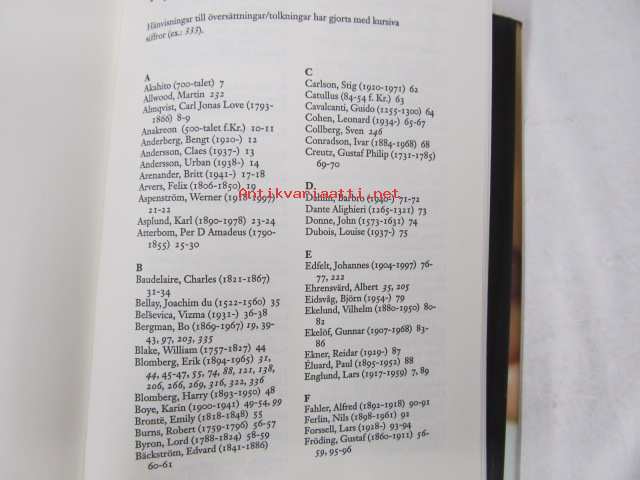 Hänvisningar till översättningar/tolkningar har gjorts med kursiva
siffror (ex.: 333).
A
Akahito (700-talet) 7
Allwood, Martin 232
Almqvist, Carl Jonas Love (1793-
1866) 8-9
Anakreon (500-talet f.Kr.) 10-11
Anderberg, Bengt (1920-) 12
Andersson, Claes (1937-) 13
Andersson, Urban (1938-) 14
Arenander, Britt (1941-) 17-18
Arvers, Felix (1806-1850) 19
Aspenström, Werner (1918-1997)
21-22
Asplund, Karl (1890-1978) 23-24
Atterbom, Per D Amadeus (1790-
1855) 25-30
B
Baudelaire, Charles (1821-1867)
31-34
Bellay, Joachim du (1522-1560) 35
Belševica, Vizma (1931-) 36-38
Bergman, Bo (1869-1967) 19, 39-
43, 97, 203, 335
Blake, William (1757-1827) 44
Blomberg, Erik (1894-1965) 31,
44, 45-47, 55, 74, 88, 121, 138,
206, 266, 269, 316, 322, 336
Blomberg, Harry (1893-1950) 48
Boye, Karin (1900-1941) 49-54, 99
Brontë, Emily (1818-1848) 55
Burns, Robert (1759-1796) 56-57
Byron, Lord (1788-1824) 58-59
Bäckström, Edvard (1841-1886)
60-61
C
Carlson, Stig (1920-1971) 62
Catullus (84-54 f. Kr.) 63
Cavalcanti, Guido (1255-1300) 64
Cohen, Leonard (1934-) 65-67
Collberg, Sven 246
Conradson, Ivar (1884-1968) 68
Creutz, Gustaf Philip (1731-1785)
69-70
D
Dahlin, Barbro (1940-) 71-72
Dante Alighieri (1265-1321) 73
Donne, John (1573-1631) 74
Dubois, Louise (1937-) 75
E
Edfelt, Johannes (1904-1997) 76-
77, 222
Ehrensvärd, Albert 35, 205
Eidsvåg, Bjørn (1954-) 79
Ekelund, Vilhelm (1880-1950) 80-
82
Ekelöf, Gunnar (1907-1968) 83-
86
Ekner, Reidar (1929-) 87
Éluard, Paul (1895-1952) 88
Englund, Lars (1917-1959) 7, 89
F
Fahler, Alfred (1892-1918) 90-91
Ferlin, Nils (1898-1961) 92
Forssell, Lars (1928-) 93-94
Fröding, Gustaf (1860-1911) 56-
59, 95-96
Antikvariaatti.net